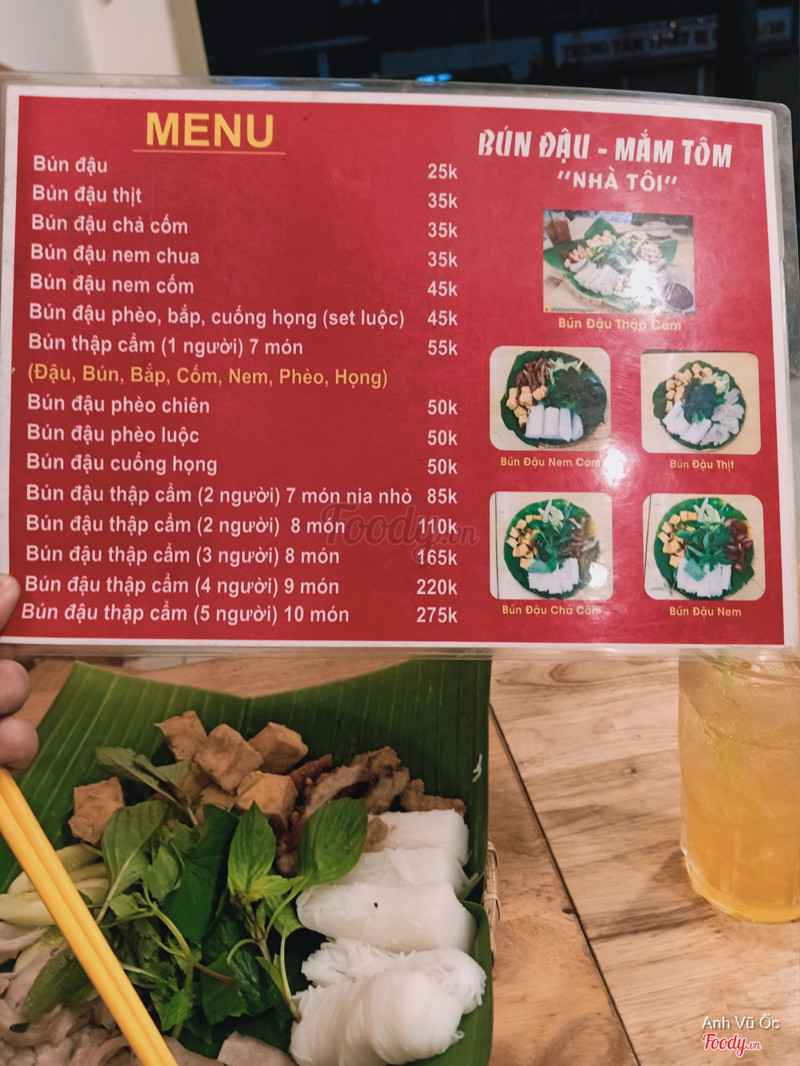 MENU
Bún đậu 25k
Bún đậu thịt 35k
Bún đậu chả cốm 35k
Bún đậu nem chua 35k
Bún đậu nem cốm 45k
Bún đậu phèo, bắp, cuống họng (set luộc) 45k
Bún thập cẩm (1 người) 7 món 55k
(Đậu, Bún, Bắp, Cốm, Nem, Phèo, Họng)
Bún đậu phèo chiên 50k
Bún đậu phèo luộc 50k
Bún đậu cuống họng 50k
Bún đậu thập cẩm (2 người) 7 món nia nhỏ 85k
Bún đậu thập cẩm (2 người) 8 món 110k
Bún đậu thập cẩm (3 người) 8 món 165k
Bún đậu thập cẩm (4 người) 9 món 220k
Bún đậu thập cẩm (5 người) 10 món 275k
BÚN ĐẬU - MẮM TÔM
"NHÀ TÔI"
Bún Đậu Thập Cẩm
Bún Đậu Nem Cốm
Bún Đậu Thịt
Bún Đậu Chả Cốm
Bún Đậu Nem
Foody.vn
Anh Vũ Ốc
Foody.vn